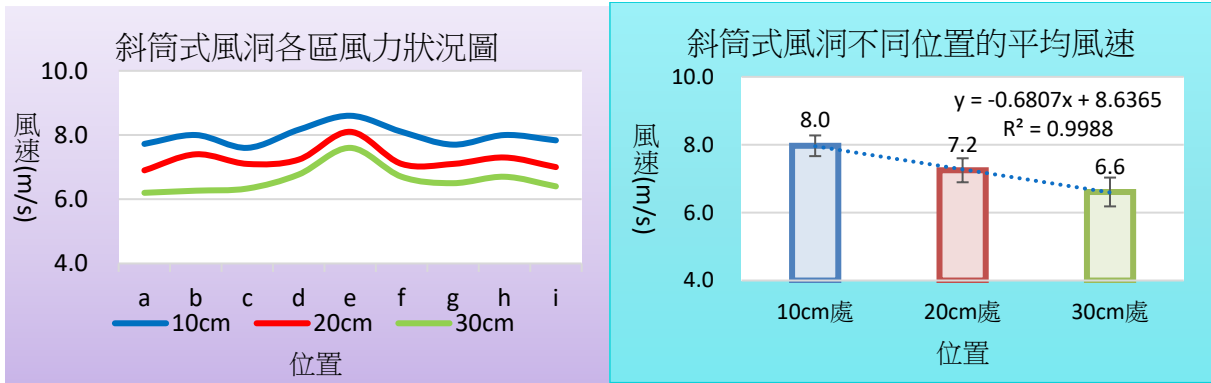 斜筒式風洞各區風力狀況圖
10.0
8.0
6.0
4.0
風速(m/s)
a b c d e f g h i
10cm 20cm 30cm
位置
斜筒式風洞不同位置的平均風速
10.0
8.0
6.0
4.0
風速(m/s)
y = -0.6807x + 8.6365
R² = 0.9988
8.0
7.2
6.6
10cm處 20cm處 30cm處
位置